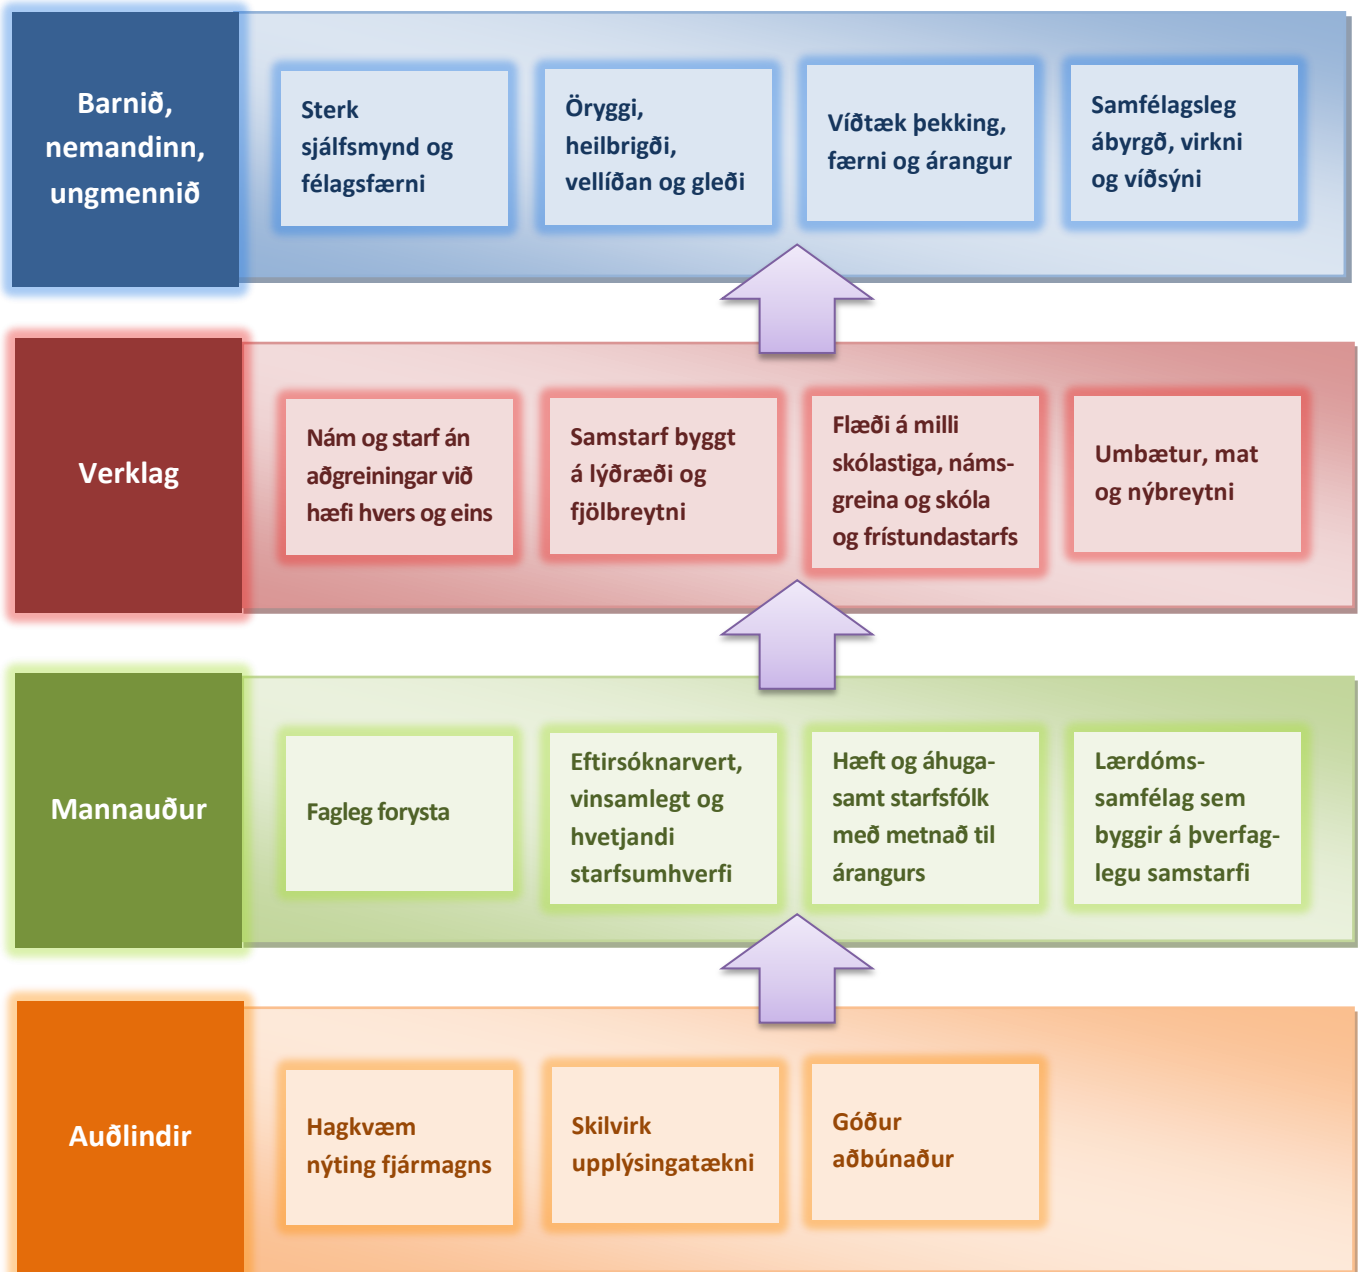 Barnið,
nemandinn,
ungmennið
Sterk
sjálfsmynd og
félagsfærni
Öryggi,
heilbrigði,
vellíðan og gleði
Víðtæk þekking,
færni og árangur
Samfélagsleg
ábyrgð, virkni
og víðsýni
Verklag
Nám og starf án
aðgreiningar við
hæfi hvers og eins
Samstarf byggt
á lýðræði og
fjölbreytni
Flæði á milli
skólastiga, náms-
greina og skóla
og frístundastarfs
Umbætur, mat
og nýbreytni
Mannauður
Fagleg forysta
Eftirsóknarvert,
vinsamlegt og
hvetjandi
starfsumhverfi
Hæft og áhuga-
samt starfsfólk
með metnað til
árangurs
Lærdóms-
samfélag sem
byggir á þverfag-
legu samstarfi
Auðlindir
Hagkvæm
nýting fjármagns
Skilvirk
upplýsingatækni
Góður
aðbúnaður